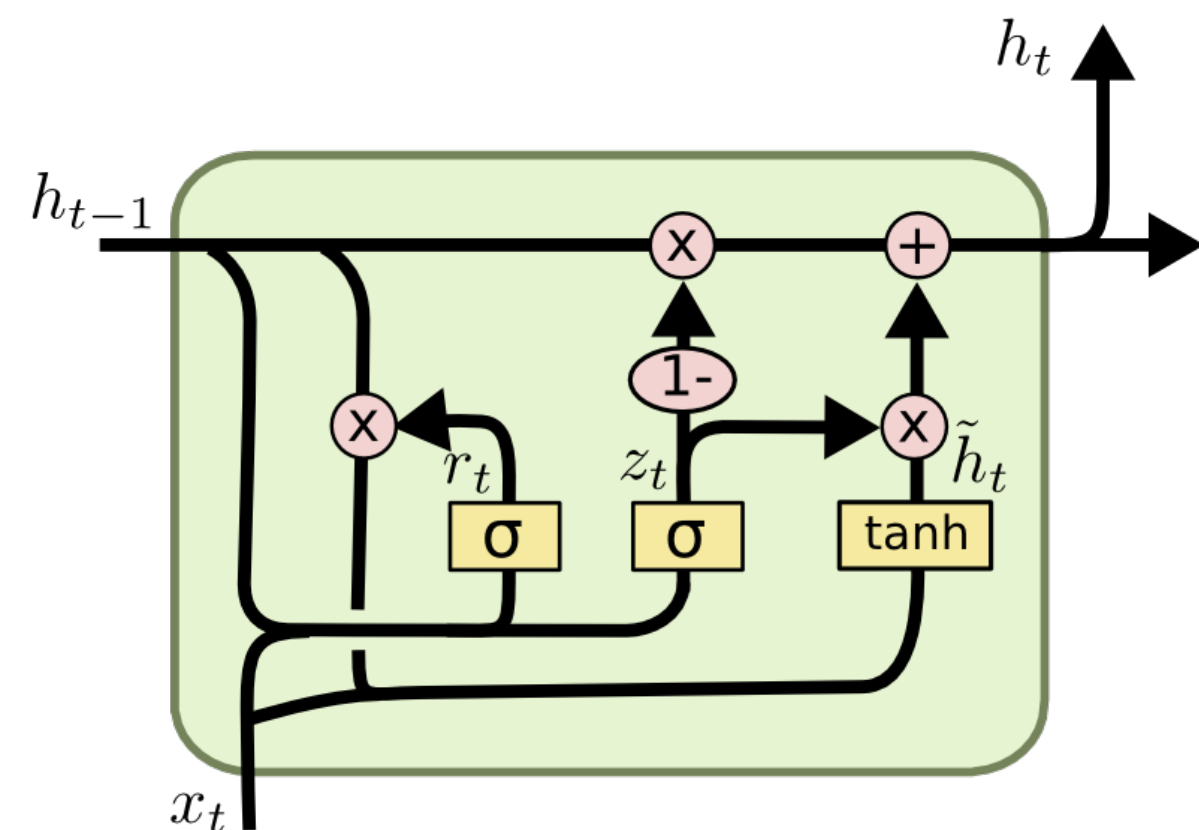 h_t
h_{t-1}
x +
1-
x x
r_t z_t h̃_t
σ σ tanh
x_t